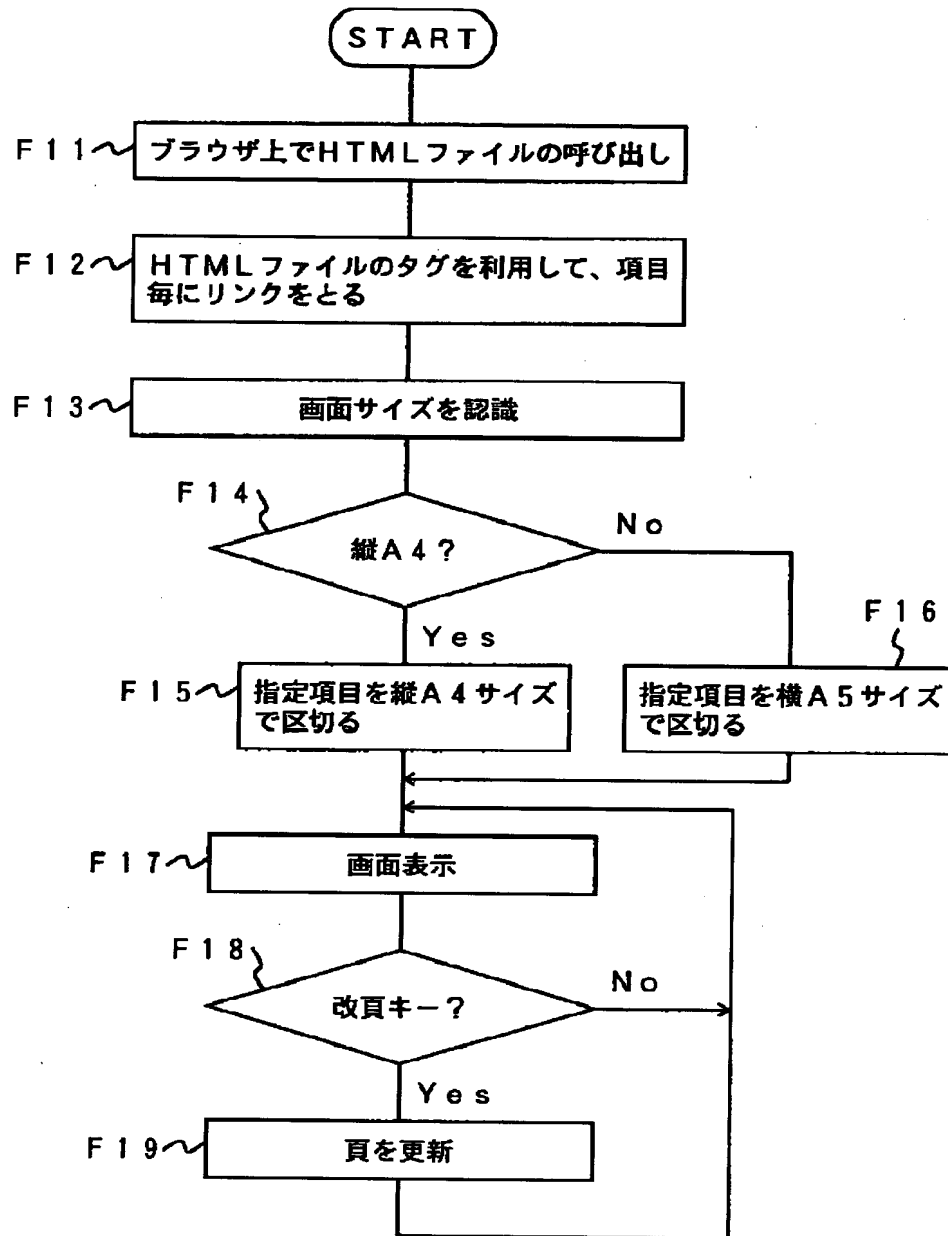 START
F11
ブラウザ上でHTMLファイルの呼び出し
F12
HTMLファイルのタグを利用して、項目
毎にリンクをとる
F13
画面サイズを認識
F14
縦A4?
No
Yes
F15
指定項目を縦A4サイズ
で区切る
F16
指定項目を横A5サイズ
で区切る
F17
画面表示
F18
改頁キー?
No
Yes
F19
頁を更新